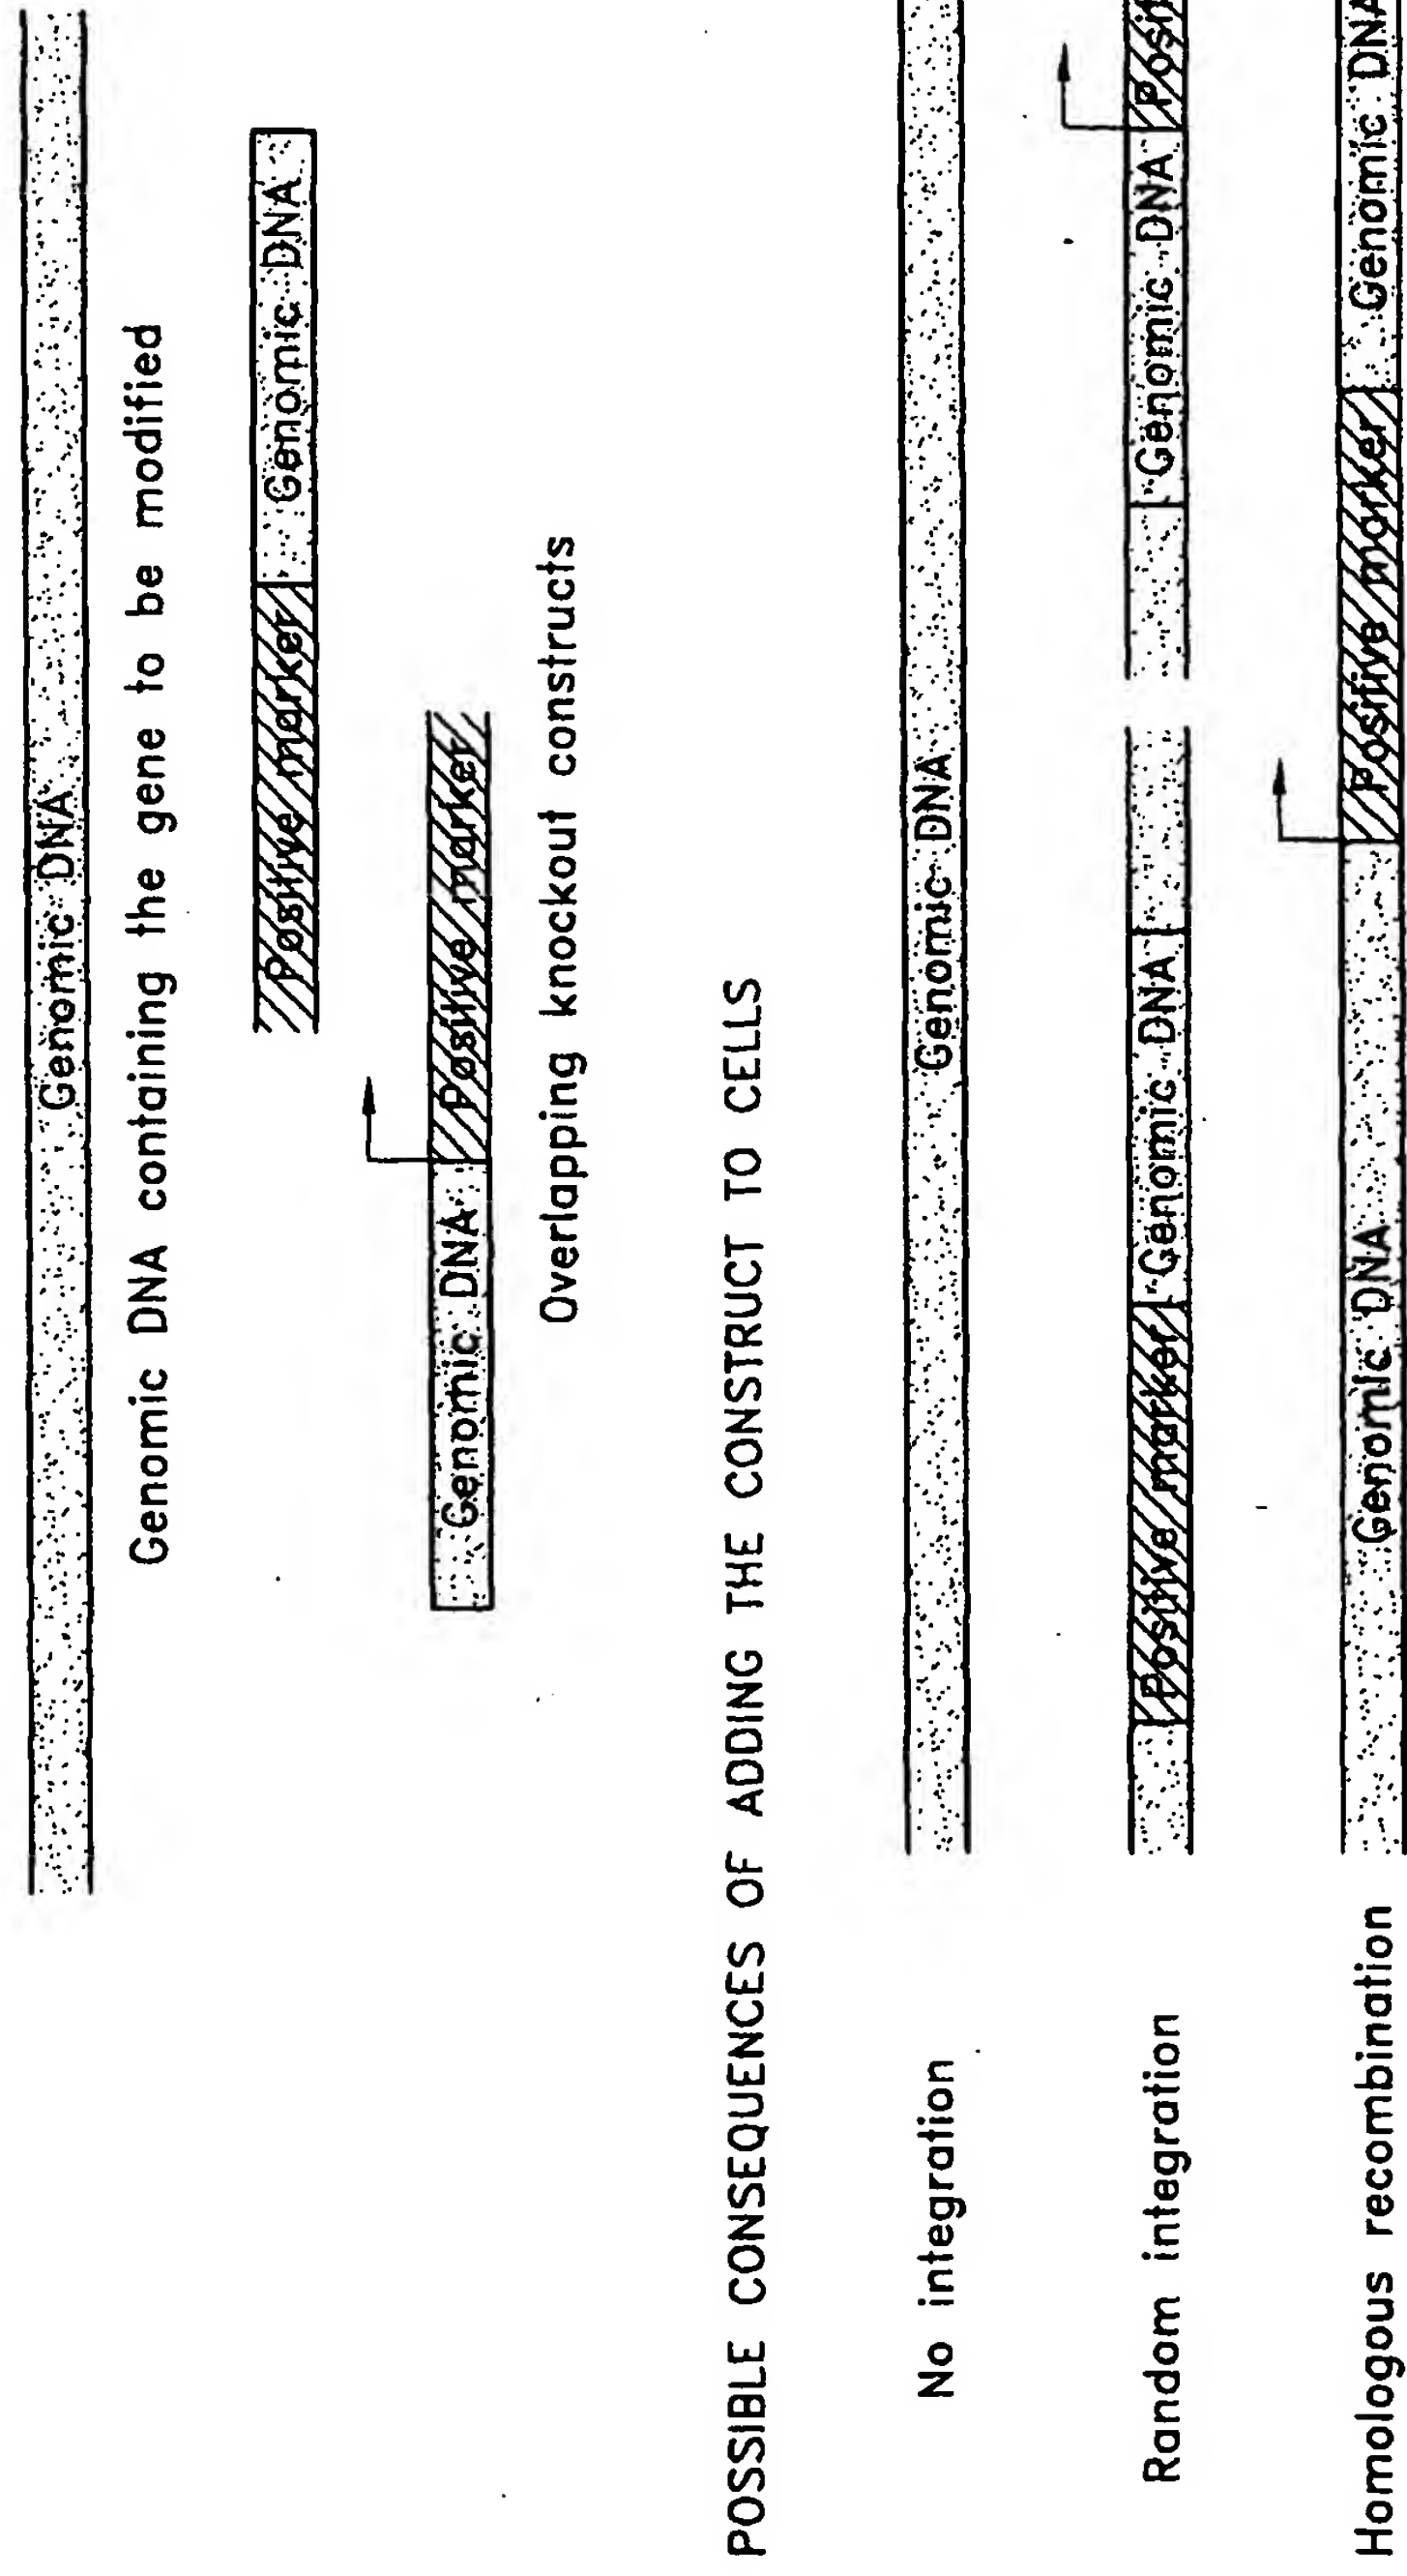 Genomic DNA
Genomic DNA containing the gene to be modified
Positive marker Genomic DNA
Genomic DNA Positive marker
Overlapping knockout constructs
POSSIBLE CONSEQUENCES OF ADDING THE CONSTRUCT TO CELLS
No integration Genomic DNA
Random integration Positive marker Genomic DNA Genomic DNA Posit
Homologous recombination Genomic DNA Positive marker Genomic DNA